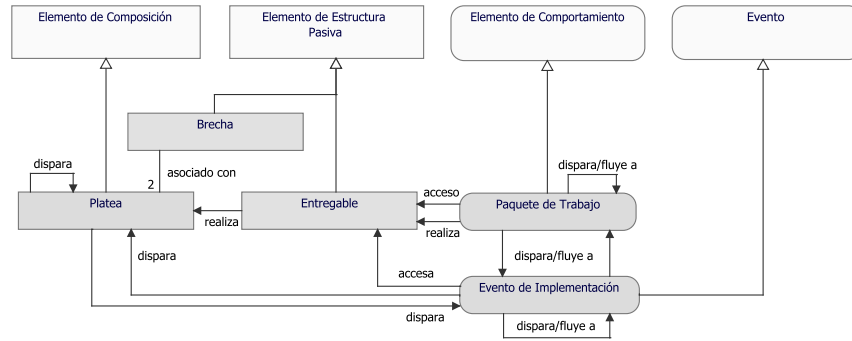 Elemento de Composición
Elemento de Estructura
Pasiva
Elemento de Comportamiento
Evento
Brecha
dispara
asociado con
2
dispara/fluye a
Platea
Entregable
acceso
Paquete de Trabajo
realiza
realiza
dispara
dispara/fluye a
accesa
Evento de Implementación
dispara
dispara/fluye a